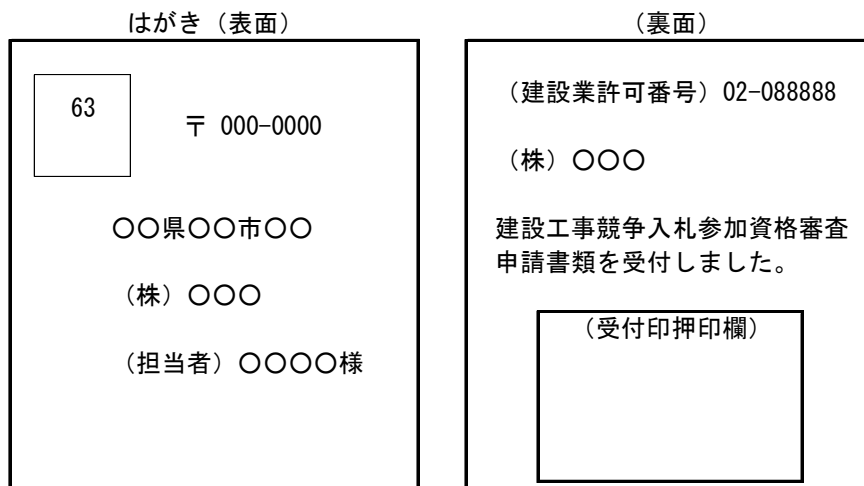 はがき（表面）
63
〒 000-0000
〇〇県〇〇市〇〇
（株）〇〇〇
（担当者）〇〇〇〇様
（裏面）
（建設業許可番号）02-088888
（株）〇〇〇
建設工事競争入札参加資格審査
申請書類を受付しました。
（受付印押印欄）